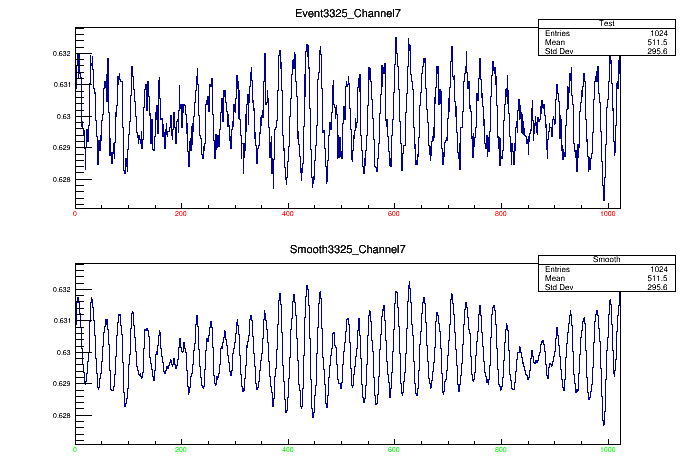 Event3325_Channel7
Test
Entries 1024
Mean 511.5
Std Dev 295.6
0.632
0.631
0.63
0.629
0.628
0 200 400 600 800 1000
Smooth3325_Channel7
Smooth
Entries 1024
Mean 511.5
Std Dev 295.6
0.632
0.631
0.63
0.629
0.628
0 200 400 600 800 1000